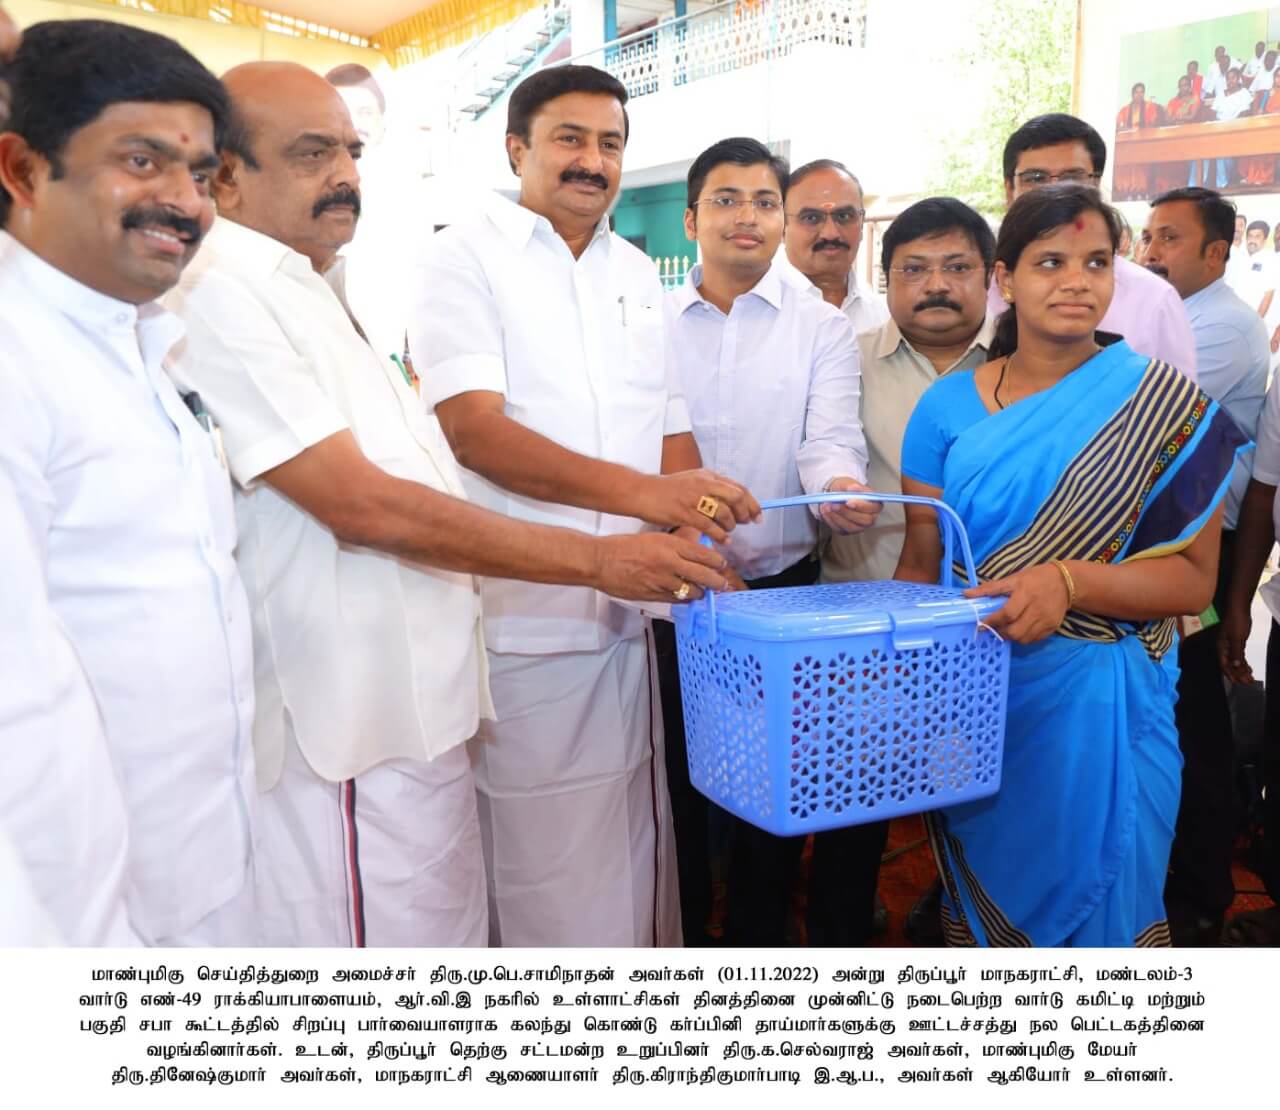 மாண்புமிகு செய்தித்துறை அமைச்சர் திரு.மு.பெ.சாமிநாதன் அவர்கள் (01.11.2022) அன்று திருப்பூர் மாநகராட்சி, மண்டலம்-3
வார்டு எண்-49 ராக்கியாபாளையம், ஆர்.வி.இ நகரில் உள்ளாட்சிகள் தினத்தினை முன்னிட்டு நடைபெற்ற வார்டு கமிட்டி மற்றும்
பகுதி சபா கூட்டத்தில் சிறப்பு பார்வையாளராக கலந்து கொண்டு கர்ப்பினி தாய்மார்களுக்கு ஊட்டச்சத்து நல பெட்டகத்தினை
வழங்கினார்கள். உடன், திருப்பூர் தெற்கு சட்டமன்ற உறுப்பினர் திரு.க.செல்வராஜ் அவர்கள், மாண்புமிகு மேயர்
திரு.தினேஷ்குமார் அவர்கள், மாநகராட்சி ஆணையாளர் திரு.கிராந்திகுமார்பாடி இ.ஆ.ப., அவர்கள் ஆகியோர் உள்ளனர்.